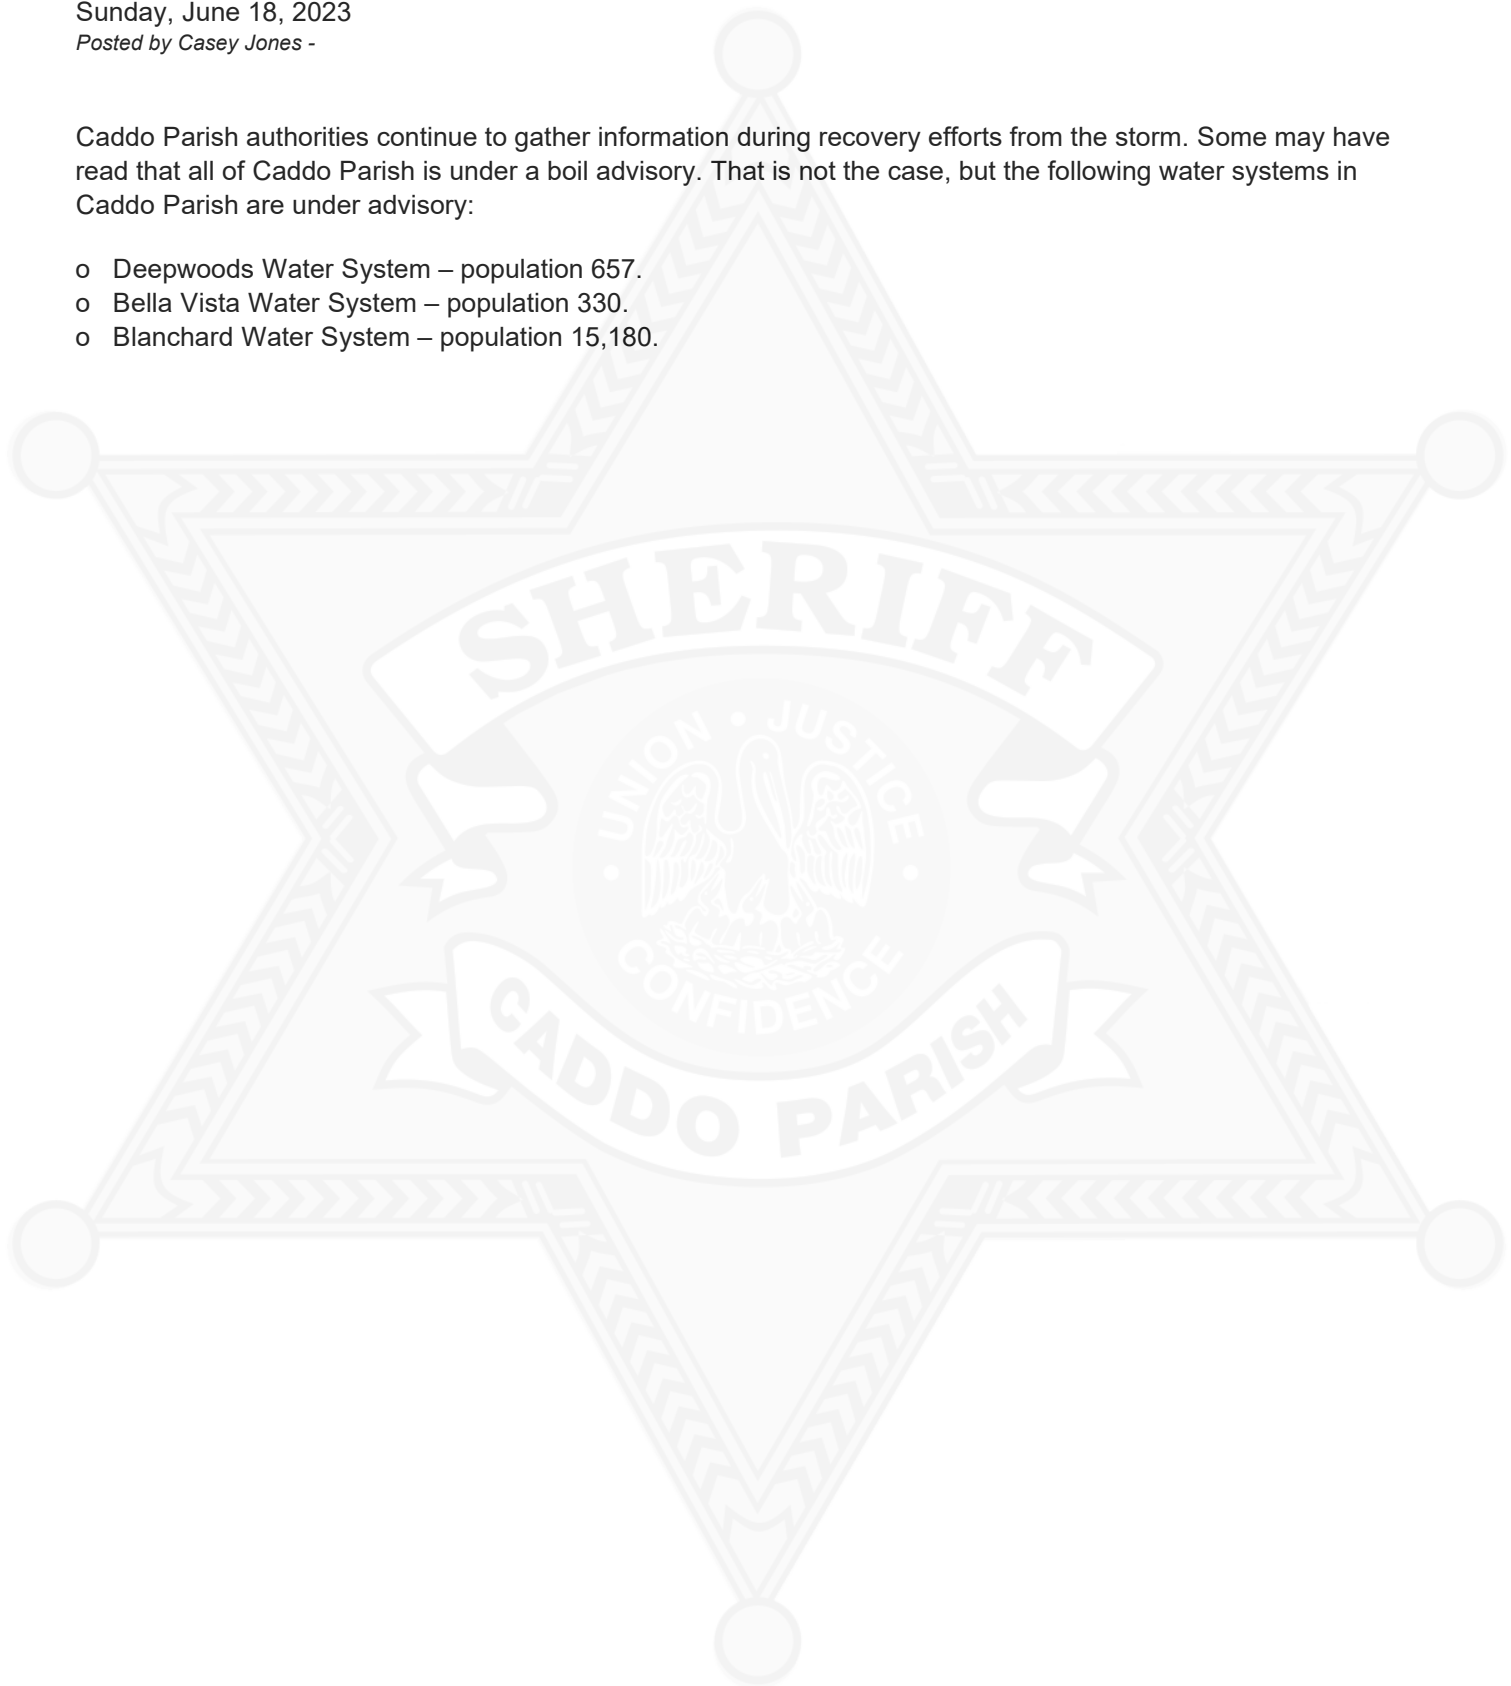 Sunday, June 18, 2023
Posted by Casey Jones -
Caddo Parish authorities continue to gather information during recovery efforts from the storm. Some may have
read that all of Caddo Parish is under a boil advisory. That is not the case, but the following water systems in
Caddo Parish are under advisory:
o Deepwoods Water System – population 657.
o Bella Vista Water System – population 330.
o Blanchard Water System – population 15,180.
SHERIFF
UNION • JUSTICE
• CONFIDENCE •
CADDO PARISH